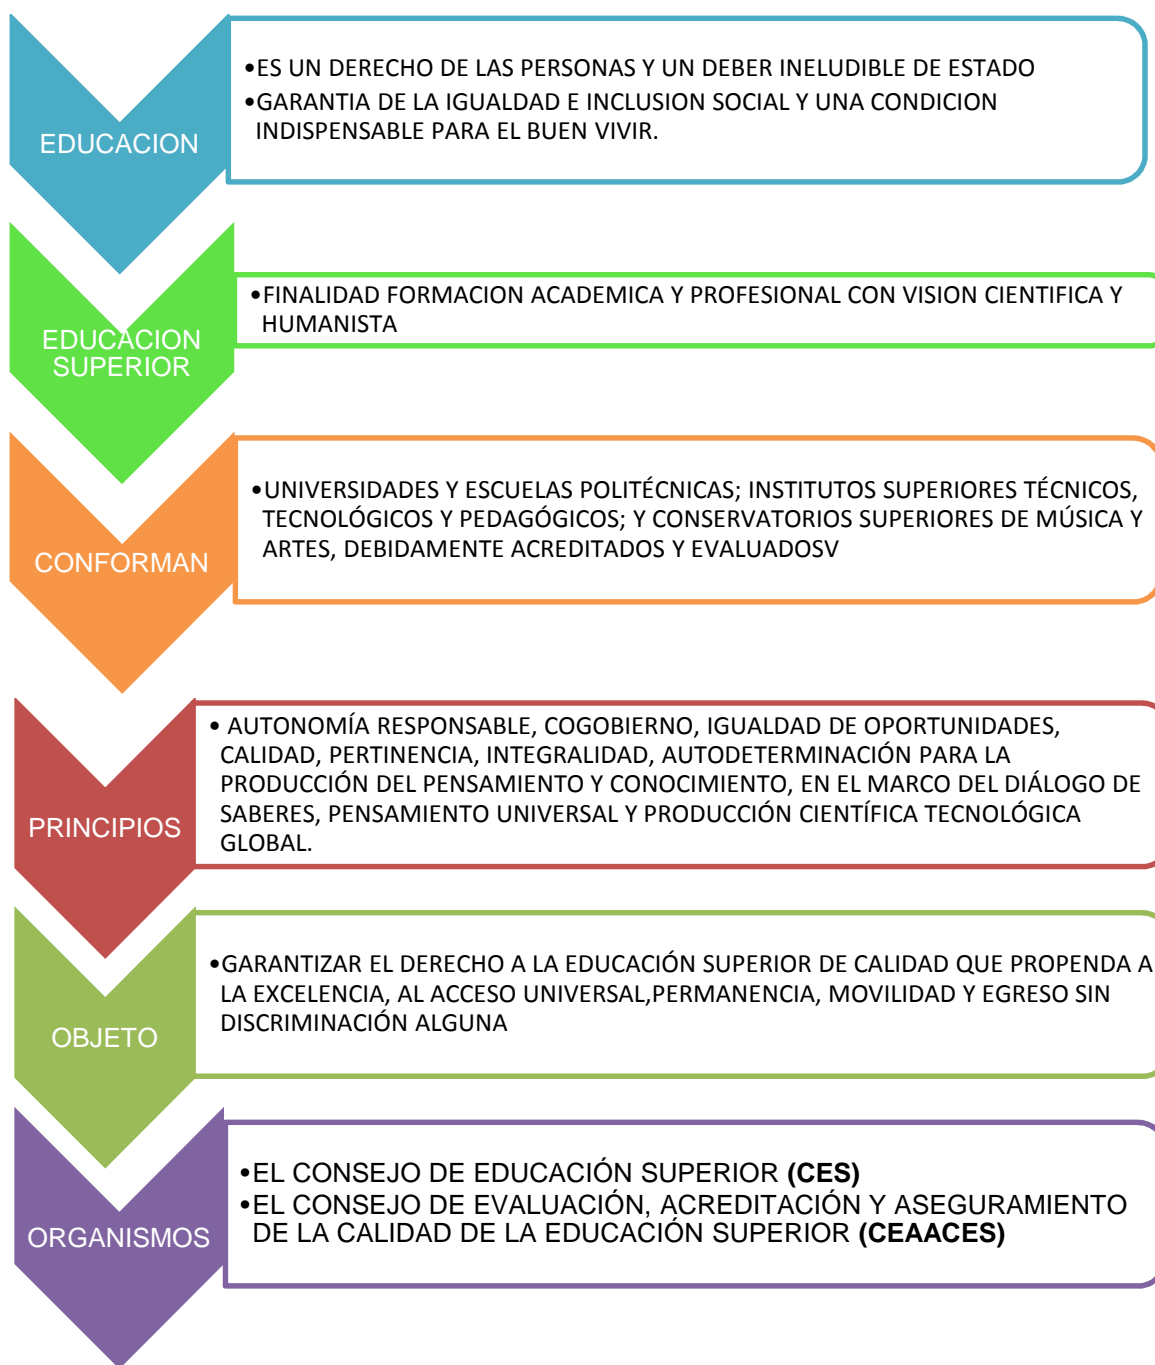 EDUCACION
•ES UN DERECHO DE LAS PERSONAS Y UN DEBER INELUDIBLE DE ESTADO
•GARANTIA DE LA IGUALDAD E INCLUSION SOCIAL Y UNA CONDICION
INDISPENSABLE PARA EL BUEN VIVIR.
EDUCACION
SUPERIOR
•FINALIDAD FORMACION ACADEMICA Y PROFESIONAL CON VISION CIENTIFICA Y
HUMANISTA
CONFORMAN
•UNIVERSIDADES Y ESCUELAS POLITÉCNICAS; INSTITUTOS SUPERIORES TÉCNICOS,
TECNOLÓGICOS Y PEDAGÓGICOS; Y CONSERVATORIOS SUPERIORES DE MÚSICA Y
ARTES, DEBIDAMENTE ACREDITADOS Y EVALUADOSV
PRINCIPIOS
• AUTONOMÍA RESPONSABLE, COGOBIERNO, IGUALDAD DE OPORTUNIDADES,
CALIDAD, PERTINENCIA, INTEGRALIDAD, AUTODETERMINACIÓN PARA LA
PRODUCCIÓN DEL PENSAMIENTO Y CONOCIMIENTO, EN EL MARCO DEL DIÁLOGO DE
SABERES, PENSAMIENTO UNIVERSAL Y PRODUCCIÓN CIENTÍFICA TECNOLÓGICA
GLOBAL.
OBJETO
•GARANTIZAR EL DERECHO A LA EDUCACIÓN SUPERIOR DE CALIDAD QUE PROPENDA A
LA EXCELENCIA, AL ACCESO UNIVERSAL,PERMANENCIA, MOVILIDAD Y EGRESO SIN
DISCRIMINACIÓN ALGUNA
ORGANISMOS
•EL CONSEJO DE EDUCACIÓN SUPERIOR (CES)
•EL CONSEJO DE EVALUACIÓN, ACREDITACIÓN Y ASEGURAMIENTO
DE LA CALIDAD DE LA EDUCACIÓN SUPERIOR (CEAACES)